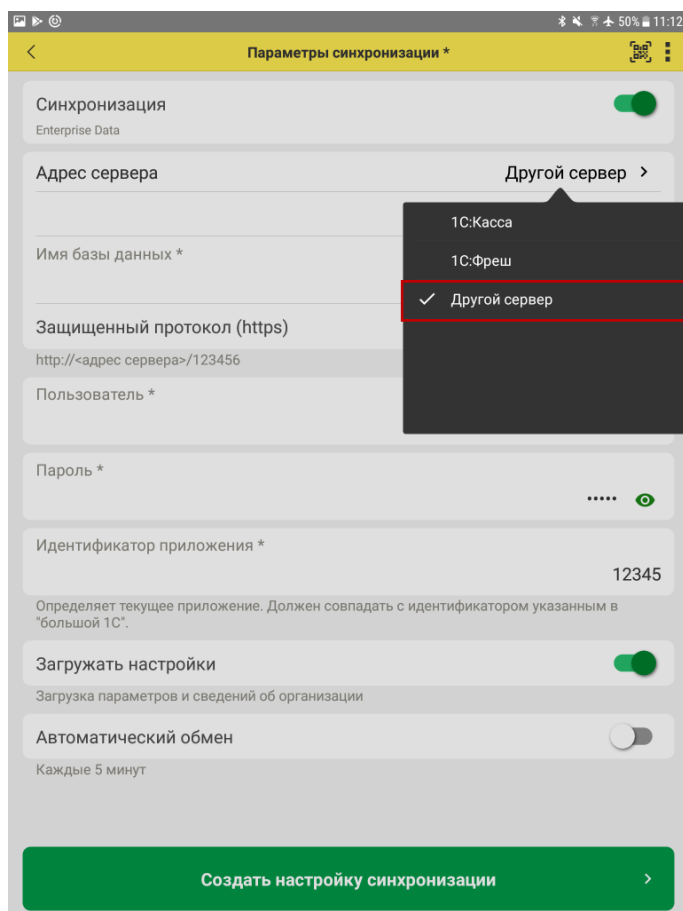 50% 11:12
Параметры синхронизации *
Синхронизация
Enterprise Data
Адрес сервера
Другой сервер
1С:Касса
1С:Фреш
Другой сервер
Имя базы данных *
Защищенный протокол (https)
http://<адрес сервера>/123456
Пользователь *
Пароль *
•••••
Идентификатор приложения *
12345
Определяет текущее приложение. Должен совпадать с идентификатором указанным в
"большой 1С".
Загружать настройки
Загрузка параметров и сведений об организации
Автоматический обмен
Каждые 5 минут
Создать настройку синхронизации